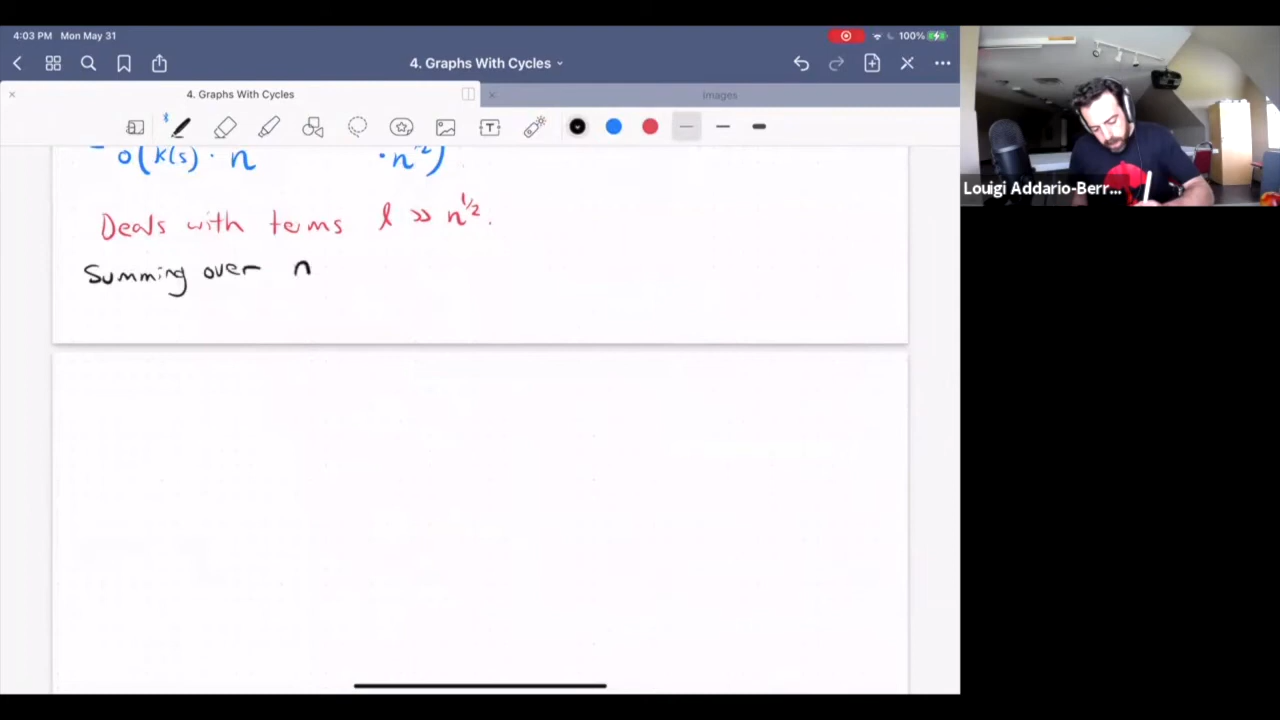 4:03 PM Mon May 31
100%
4. Graphs With Cycles
4. Graphs With Cycles
Images
o(k(s) · n · n^2)
Deals with terms l >> n^1/2.
Summing over n
Louigi Addario-Berr...